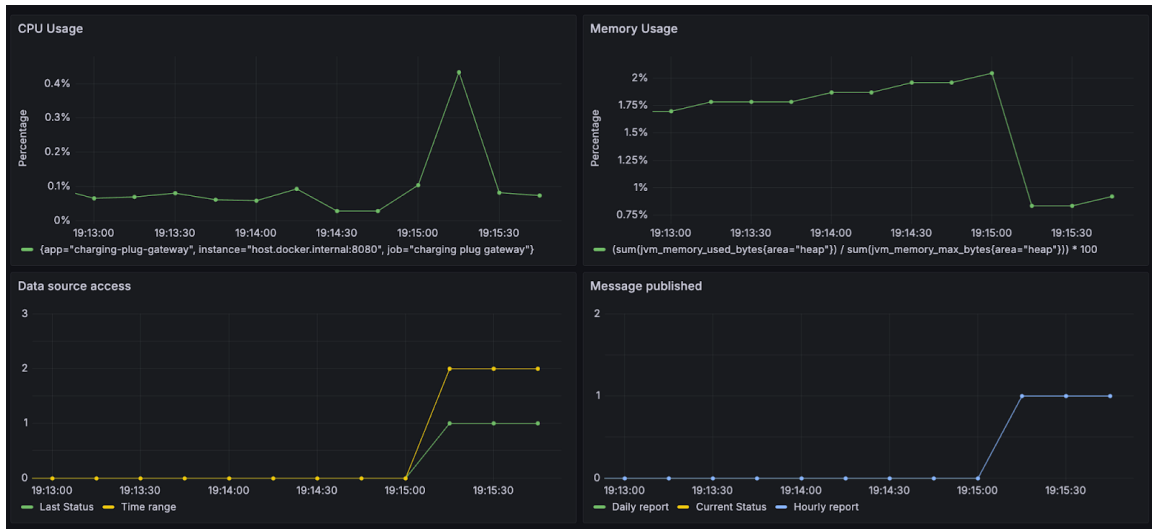 CPU Usage
Percentage
0.4%
0.3%
0.2%
0.1%
0%
19:13:00 19:13:30 19:14:00 19:14:30 19:15:00 19:15:30
{app="charging-plug-gateway", instance="host.docker.internal:8080", job="charging plug gateway"}
Memory Usage
Percentage
2%
1.75%
1.5%
1.25%
1%
0.75%
19:13:00 19:13:30 19:14:00 19:14:30 19:15:00 19:15:30
(sum(jvm_memory_used_bytes{area="heap"}) / sum(jvm_memory_max_bytes{area="heap"})) * 100
Data source access
3
2
1
0
19:13:00 19:13:30 19:14:00 19:14:30 19:15:00 19:15:30
Last Status Time range
Message published
2
1
0
19:13:00 19:13:30 19:14:00 19:14:30 19:15:00 19:15:30
Daily report Current Status Hourly report